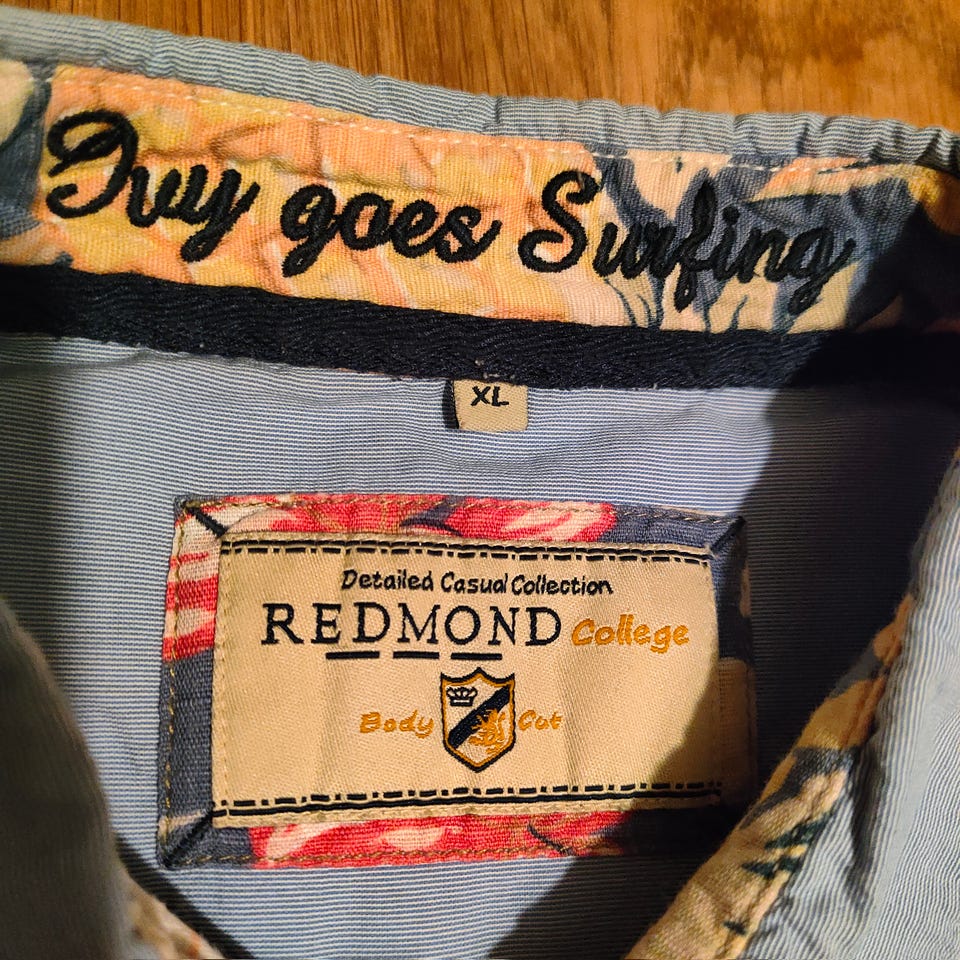 Ivy goes Surfing
XL
Detailed Casual Collection
REDMOND College
Body Cut